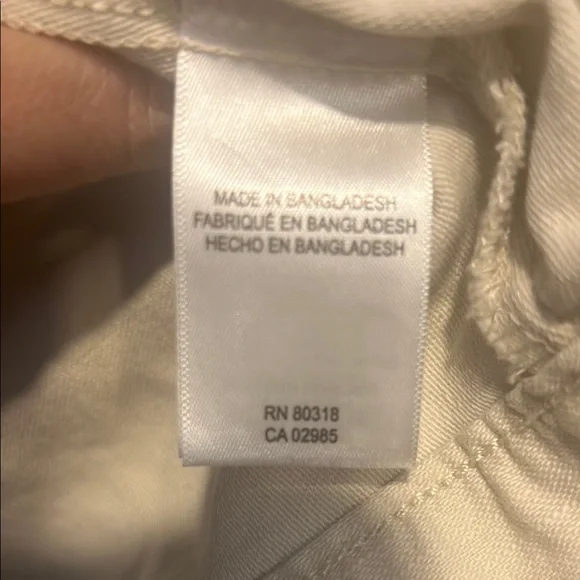 MADE IN BANGLADESH
FABRIQUÉ EN BANGLADESH
HECHO EN BANGLADESH
RN 80318
CA 02985